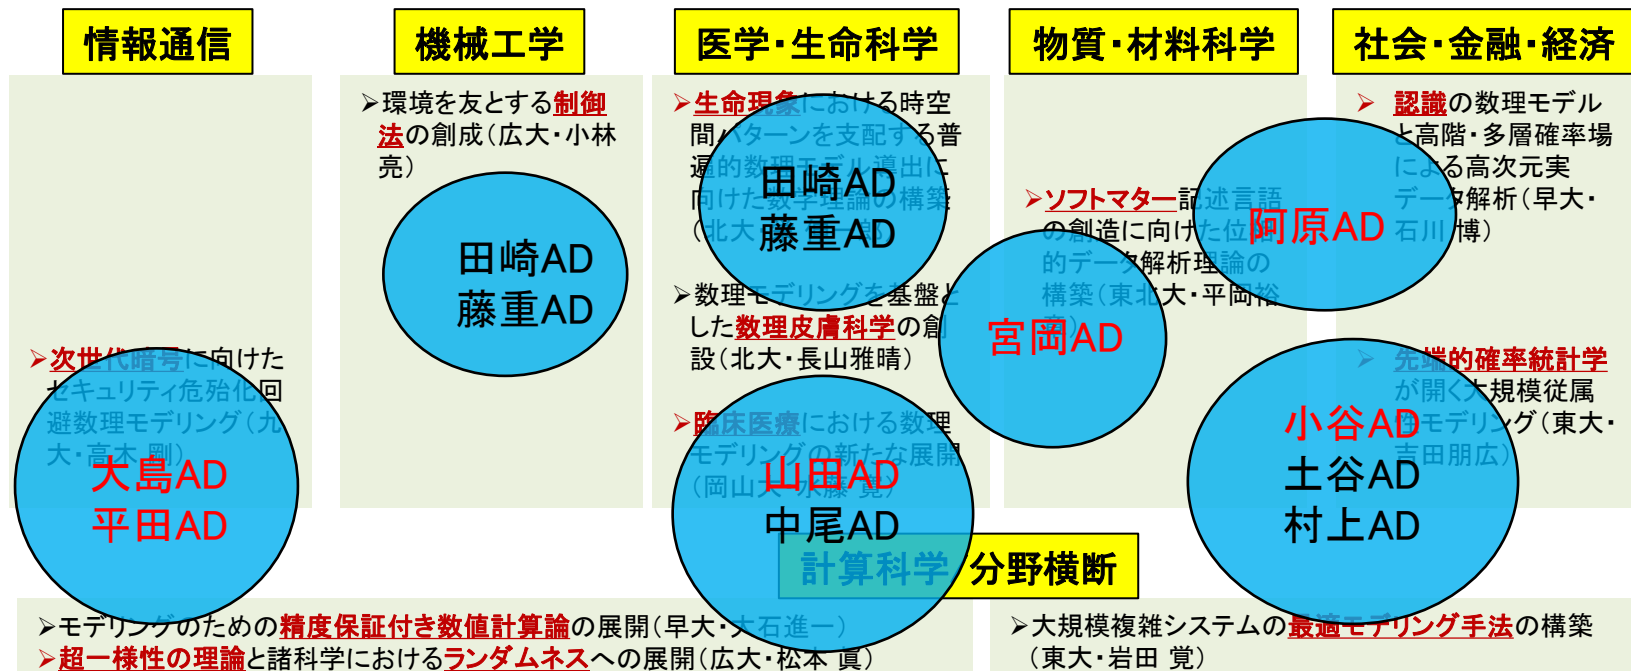 情報通信
機械工学
医学・生命科学
物質・材料科学
社会・金融・経済
➢次世代暗号に向けた
セキュリティ危殆化回
避数理モデリング(九
大・高木 剛)
大島AD
平田AD
➢環境を友とする制御
法の創成(広大・小林
亮)
田崎AD
藤重AD
➢生命現象における時空
間パターンを支配する普
遍的数理モデル導出に
向けた数学理論の構築
(北大
田崎AD
藤重AD
➢数理モデリングを基盤と
した数理皮膚科学の創
設(北大・長山雅晴)
➢臨床医療における数理
モデリングの新たな展開
(岡山大・水藤 寛)
山田AD
中尾AD
➢ソフトマター記述言語
の創造に向けた位相
的データ解析理論の
構築(東北大・平岡裕
章)
宮岡AD
➢ 認識の数理モデル
と高階・多層確率場
による高次元実
データ解析(早大・
石川 博)
阿原AD
➢ 先端的確率統計学
が開く大規模従属
性モデリング(東大・
吉田朋広)
小谷AD
土谷AD
村上AD
計算科学 分野横断
➢モデリングのための精度保証付き数値計算論の展開(早大・大石進一)
➢超一様性の理論と諸科学におけるランダムネスへの展開(広大・松本 眞)
➢大規模複雑システムの最適モデリング手法の構築
(東大・岩田 覚)